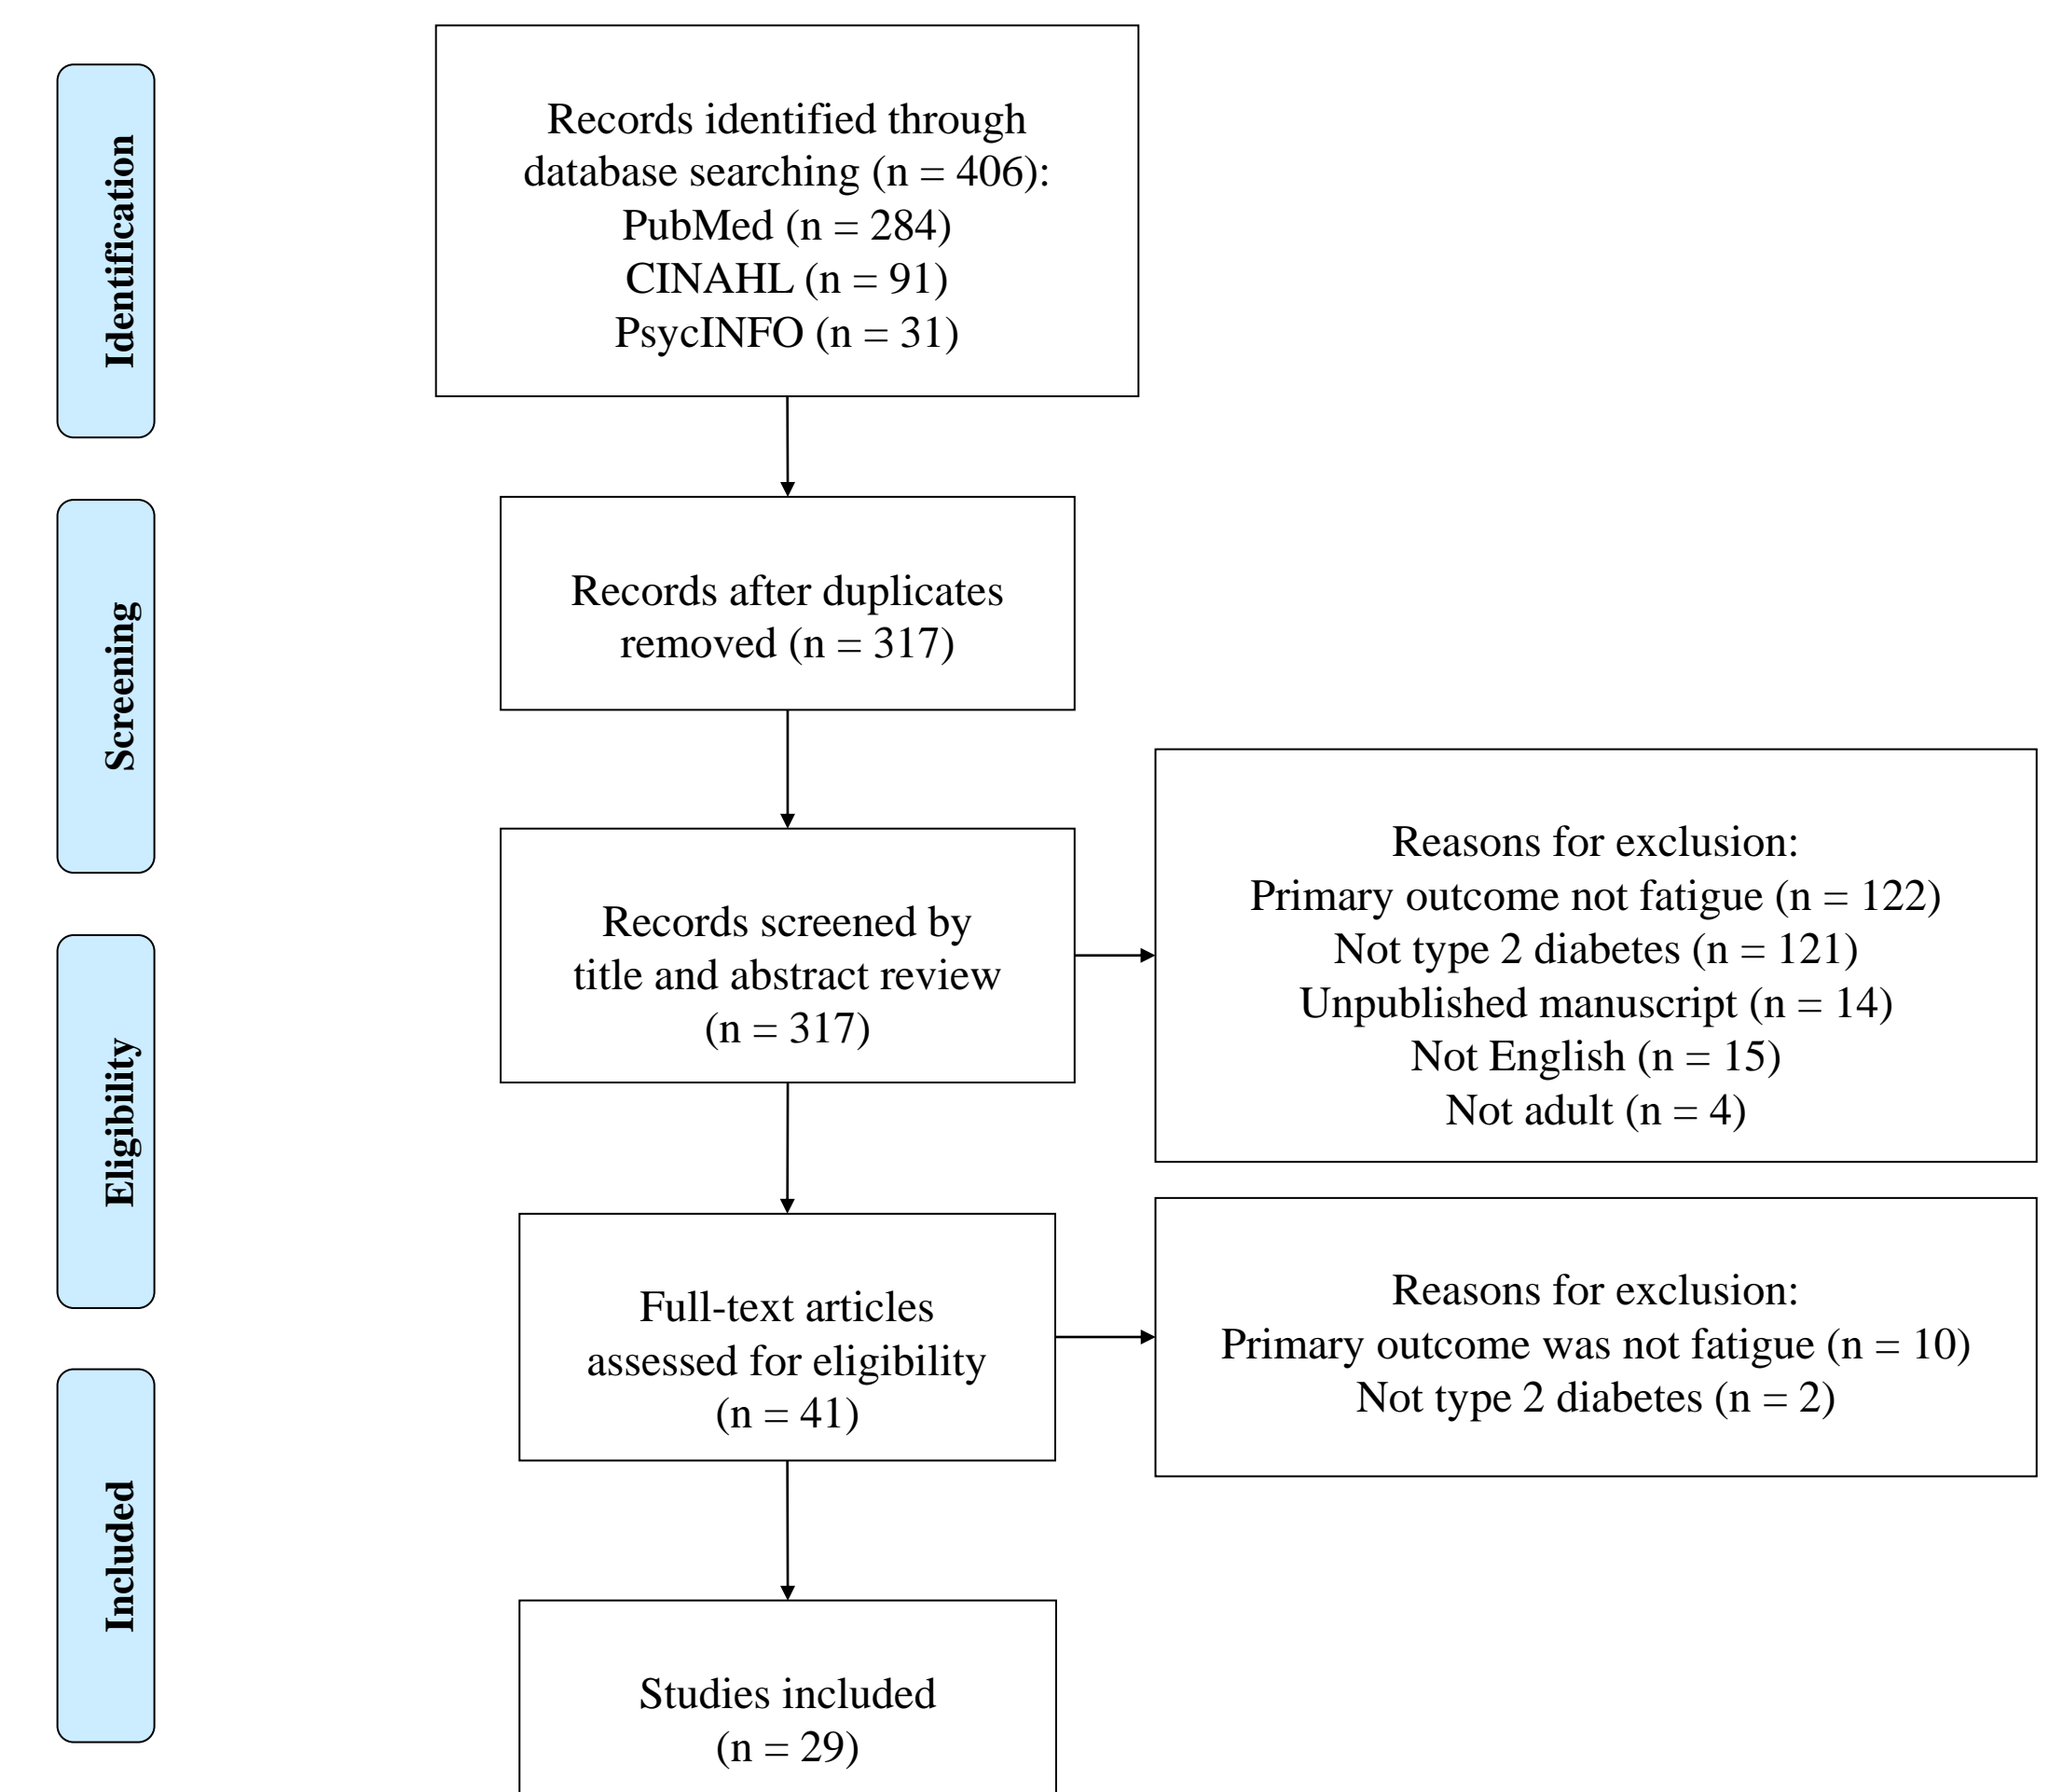 Identification
Records identified through
database searching (n = 406):
PubMed (n = 284)
CINAHL (n = 91)
PsycINFO (n = 31)
Screening
Records after duplicates
removed (n = 317)
Records screened by
title and abstract review
(n = 317)
Reasons for exclusion:
Primary outcome not fatigue (n = 122)
Not type 2 diabetes (n = 121)
Unpublished manuscript (n = 14)
Not English (n = 15)
Not adult (n = 4)
Eligibility
Full-text articles
assessed for eligibility
(n = 41)
Reasons for exclusion:
Primary outcome was not fatigue (n = 10)
Not type 2 diabetes (n = 2)
Included
Studies included
(n = 29)